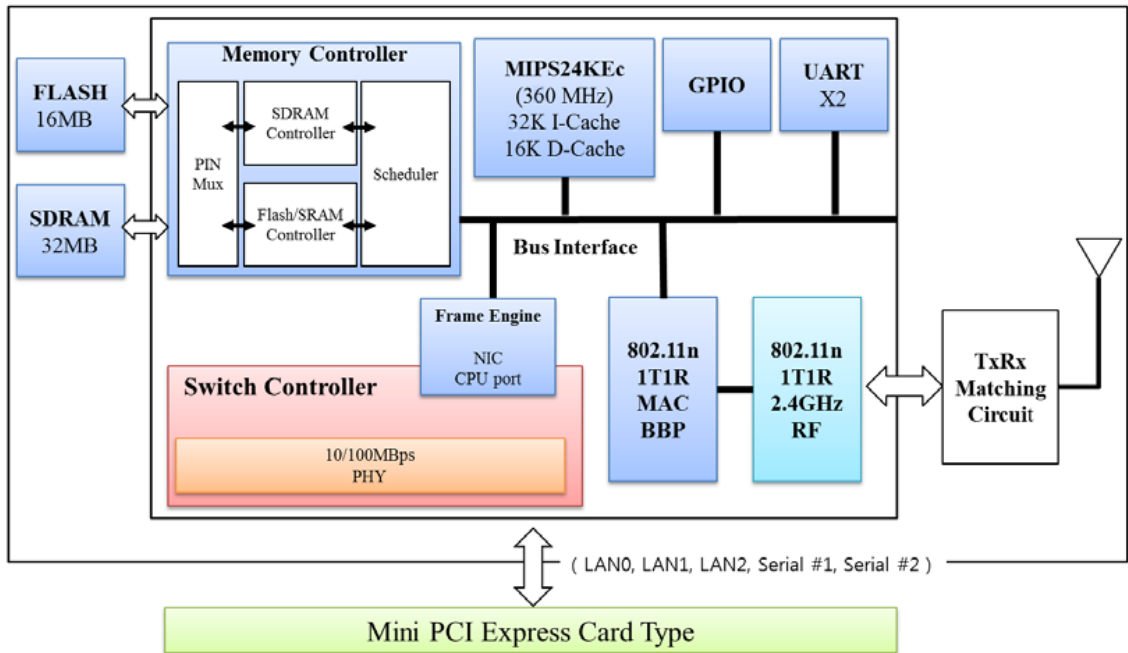 Memory Controller
FLASH
16MB
SDRAM
32MB
PIN
Mux
SDRAM
Controller
Flash/SRAM
Controller
Scheduler
MIPS24KEc
(360 MHz)
32K I-Cache
16K D-Cache
GPIO
UART
X2
Bus Interface
Frame Engine
NIC
CPU port
Switch Controller
10/100MBps
PHY
802.11n
1T1R
MAC
BBP
802.11n
1T1R
2.4GHz
RF
TxRx
Matching
Circuit
( LAN0, LAN1, LAN2, Serial #1, Serial #2 )
Mini PCI Express Card Type